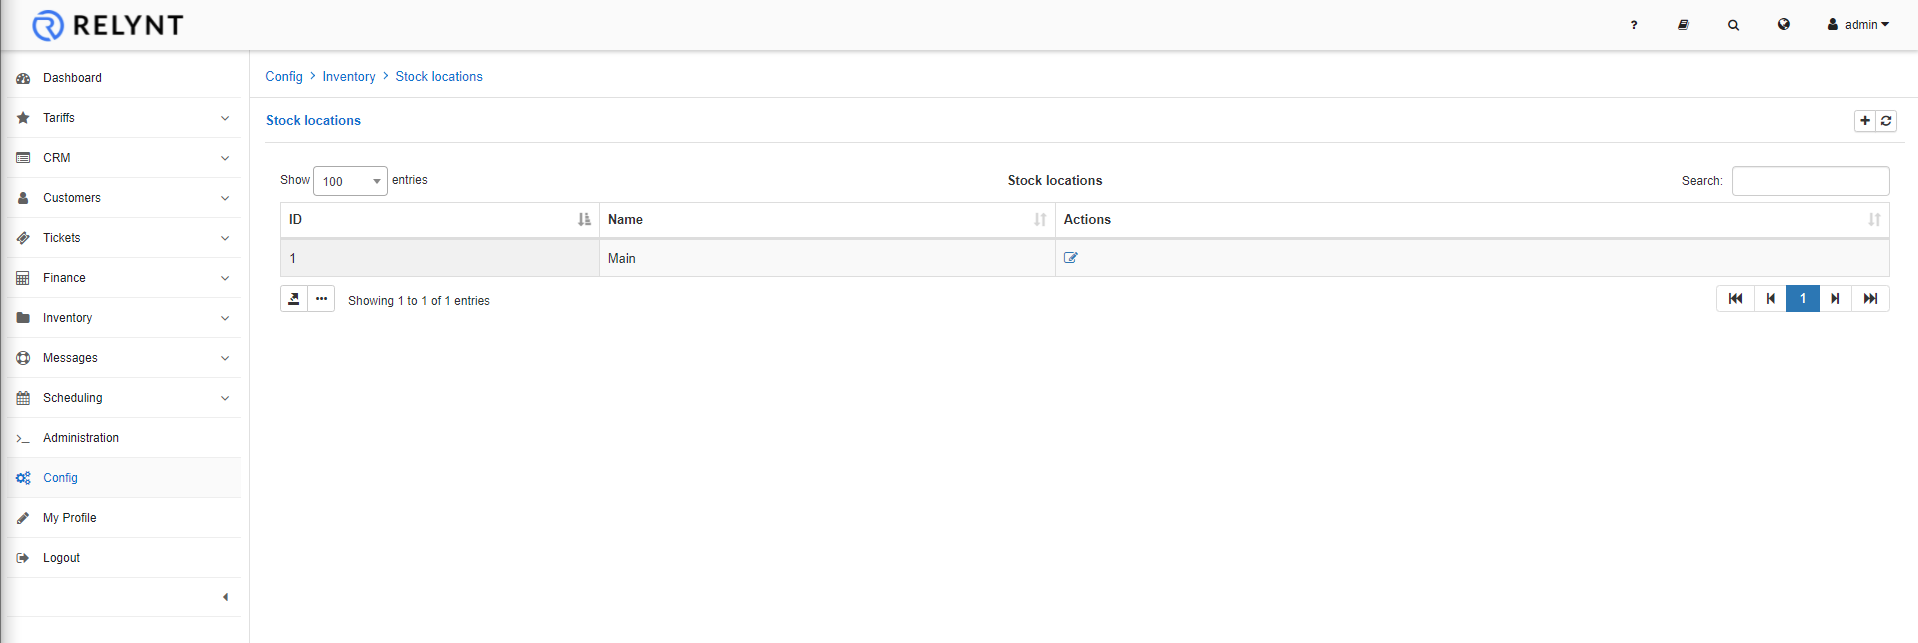 RELYNT
? admin
Dashboard
Tariffs
CRM
Customers
Tickets
Finance
Inventory
Messages
Scheduling
Administration
Config
My Profile
Logout
Config > Inventory > Stock locations
Stock locations
Show 100 entries
Stock locations
Search:
ID Name Actions
1 Main
Showing 1 to 1 of 1 entries
1